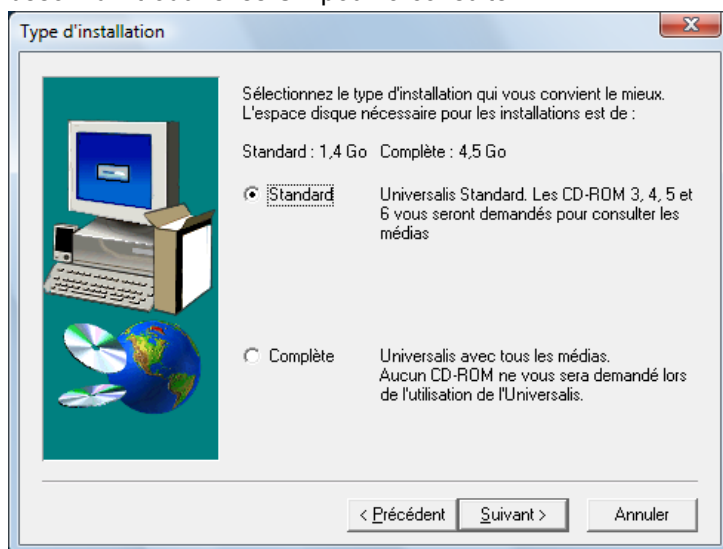 Type d'installation
Sélectionnez le type d'installation qui vous convient le mieux.
L'espace disque nécessaire pour les installations est de :
Standard : 1,4 Go Complète : 4,5 Go
Standard
Universalis Standard. Les CD-ROM 3, 4, 5 et
6 vous seront demandés pour consulter les
médias
Complète
Universalis avec tous les médias.
Aucun CD-ROM ne vous sera demandé lors
de l'utilisation de l'Universalis.
< Précédent
Suivant >
Annuler